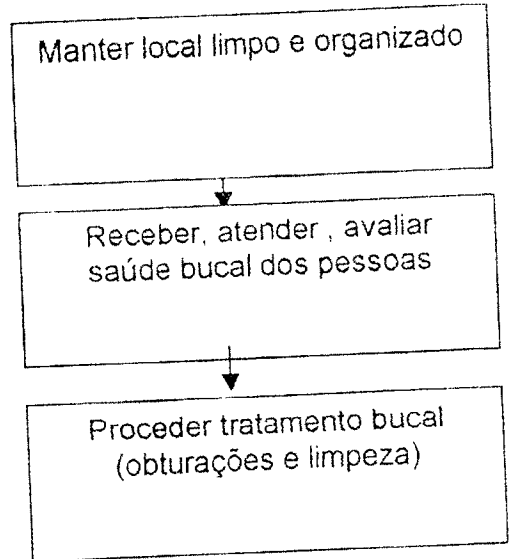 Manter local limpo e organizado
Receber, atender , avaliar
saúde bucal dos pessoas
Proceder tratamento bucal
(obturações e limpeza)